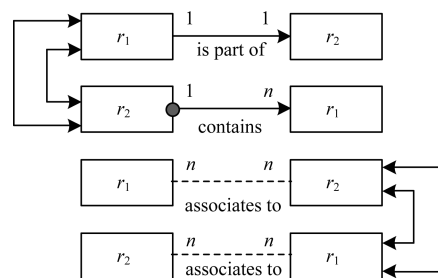 1 1
r1 r2
is part of
1 n
r2 r1
contains
n n
r1 r2
associates to
n n
r2 r1
associates to